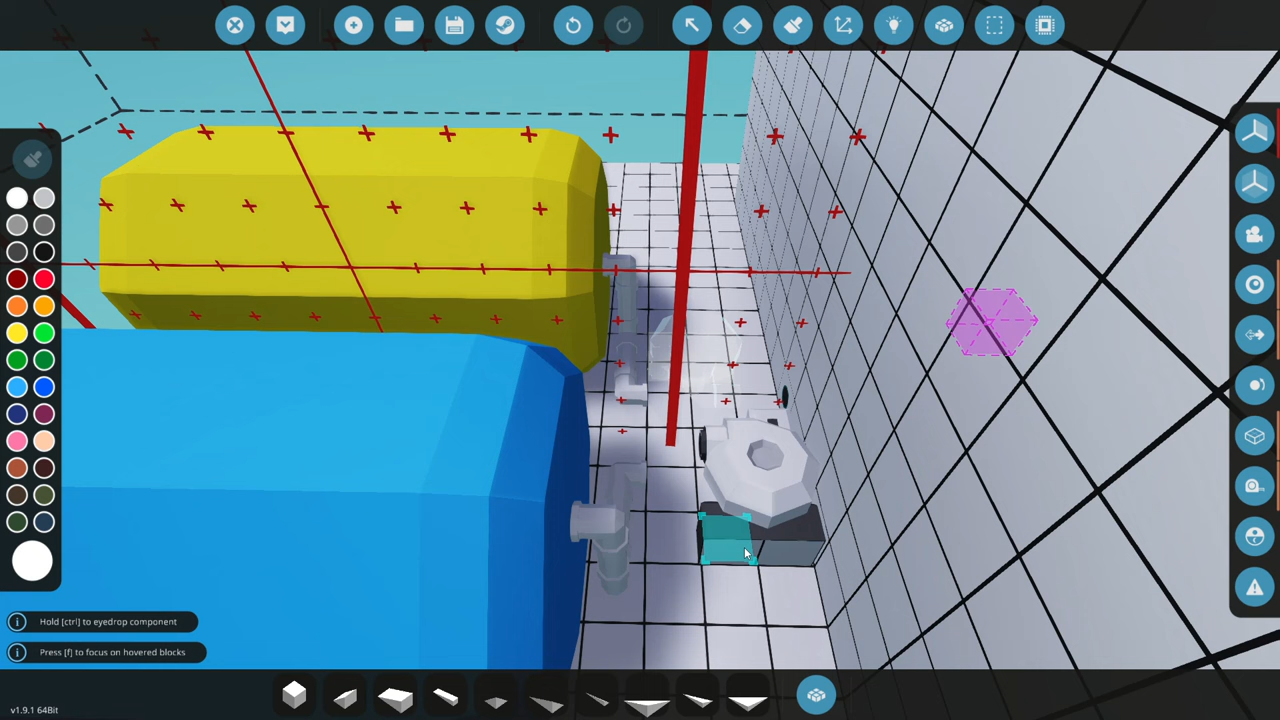 Hold [ctrl] to eyedrop component
Press [f] to focus on hovered blocks
v1.9.1 64Bit